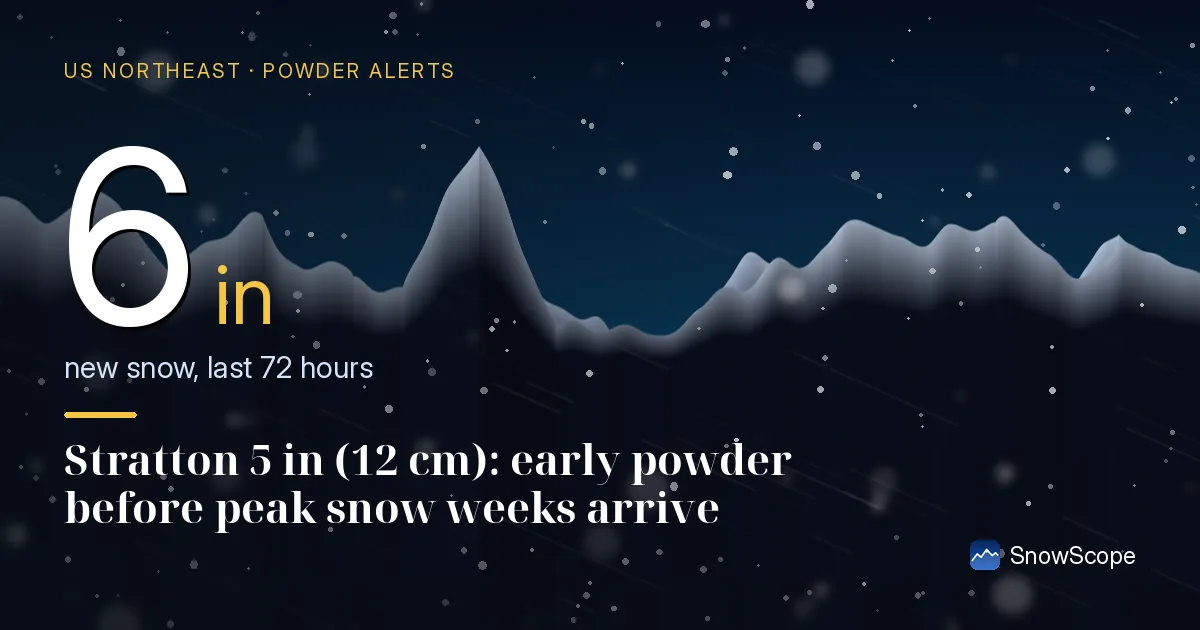 US NORTHEAST · POWDER ALERTS
6 in
new snow, last 72 hours
Stratton 5 in (12 cm): early powder
before peak snow weeks arrive
SnowScope